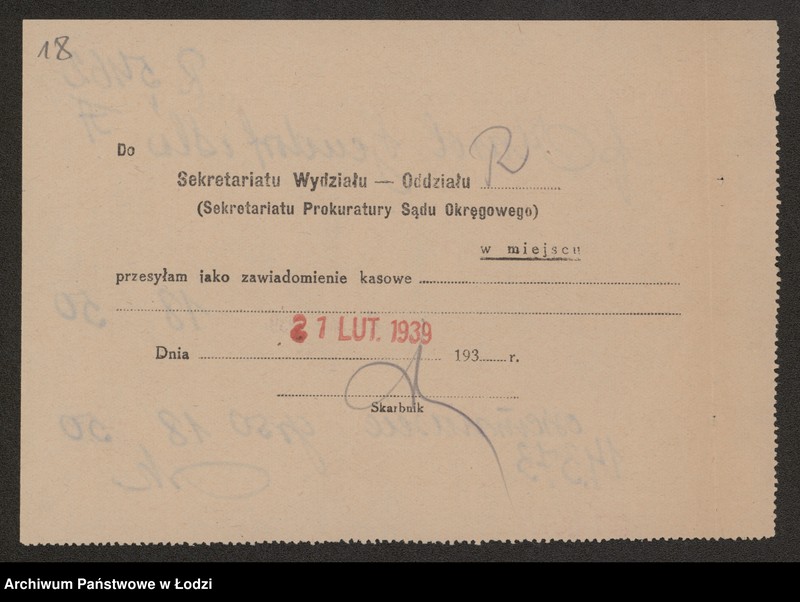 18
Do
Sekretariatu Wydziału — Oddziału R
(Sekretariatu Prokuratury Sądu Okręgowego)
w miejscu
przesyłam jako zawiadomienie kasowe
21 LUT. 1939
Dnia 193 r.
Skarbnik
Archiwum Państwowe w Łodzi